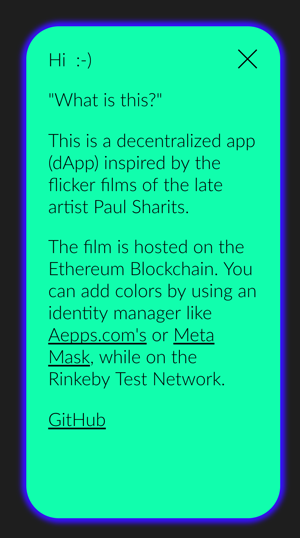 Hi :-)
"What is this?"
This is a decentralized app
(dApp) inspired by the
flicker films of the late
artist Paul Sharits.
The film is hosted on the
Ethereum Blockchain. You
can add colors by using an
identity manager like
Aepps.com's or Meta
Mask, while on the
Rinkeby Test Network.
GitHub